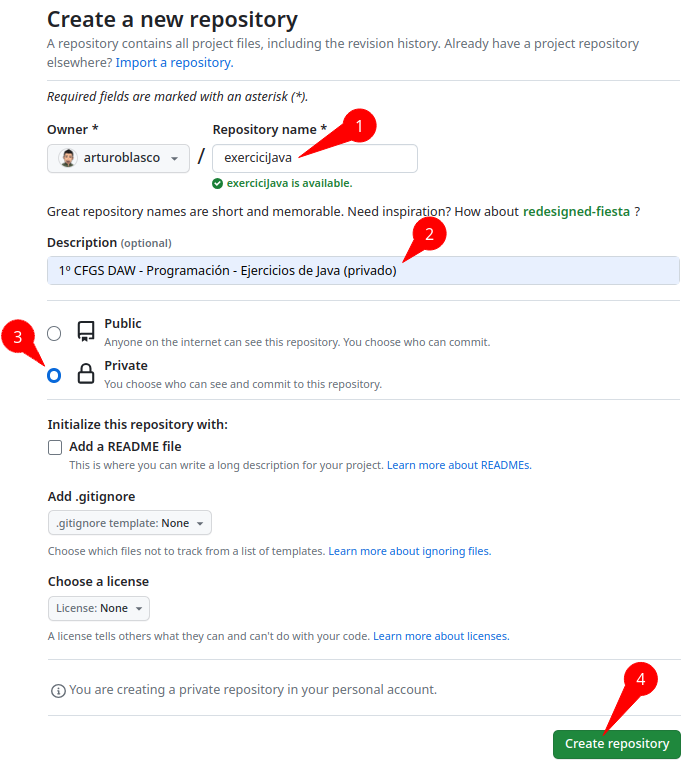 Create a new repository
A repository contains all project files, including the revision history. Already have a project repository
elsewhere? Import a repository.
Required fields are marked with an asterisk (*).
Owner *
Repository name *
1
arturoblasco
/
exerciciJava
exerciciJava is available.
Great repository names are short and memorable. Need inspiration? How about redesigned-fiesta ?
2
Description (optional)
1º CFGS DAW - Programación - Ejercicios de Java (privado)
3
Public
Anyone on the internet can see this repository. You choose who can commit.
Private
You choose who can see and commit to this repository.
Initialize this repository with:
Add a README file
This is where you can write a long description for your project. Learn more about READMEs.
Add .gitignore
.gitignore template: None
Choose which files not to track from a list of templates. Learn more about ignoring files.
Choose a license
License: None
A license tells others what they can and can't do with your code. Learn more about licenses.
You are creating a private repository in your personal account.
4
Create repository